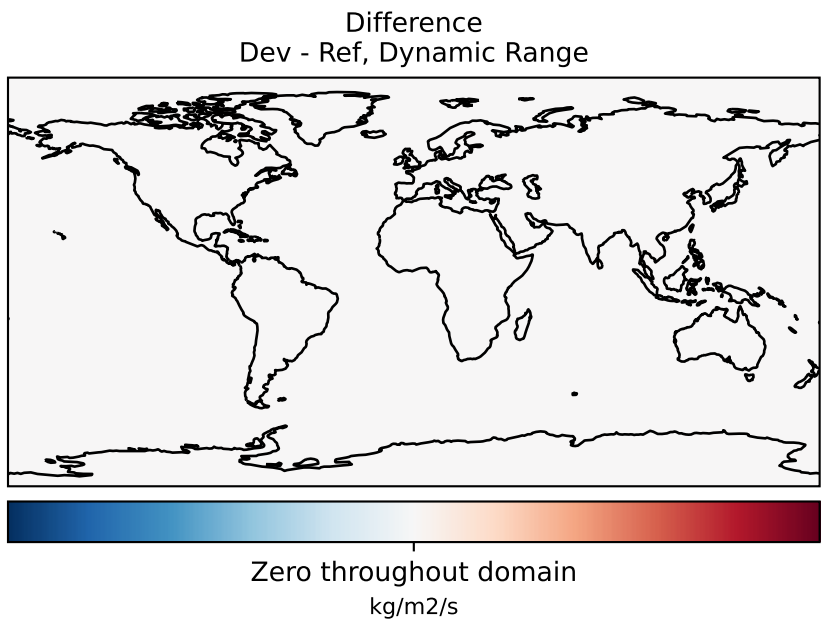 Difference
Dev - Ref, Dynamic Range
Zero throughout domain
kg/m2/s